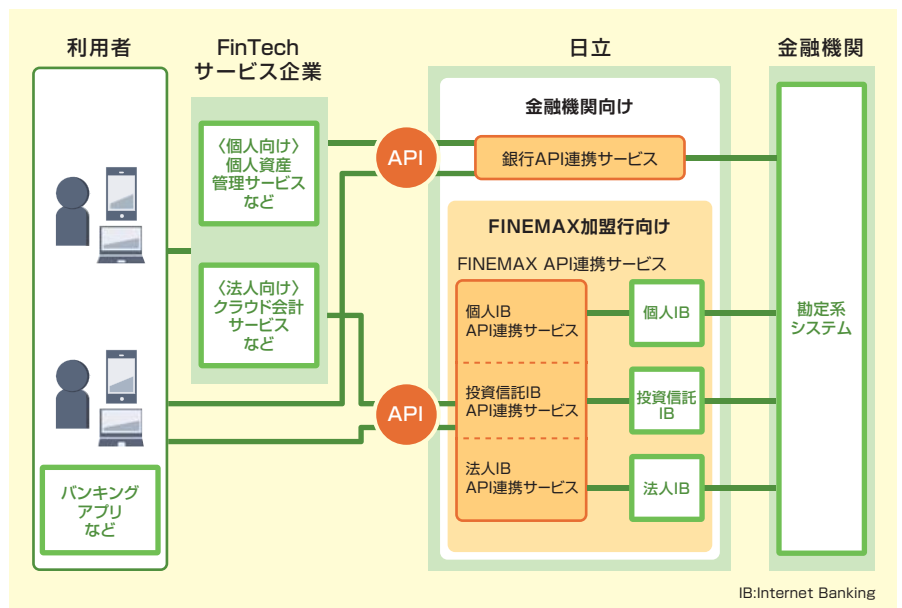 利用者
FinTech
サービス企業
日立
金融機関
〈個人向け〉
個人資産
管理サービス
など
〈法人向け〉
クラウド会計
サービス
など
バンキング
アプリ
など
API
API
金融機関向け
銀行API連携サービス
FINEMAX加盟行向け
FINEMAX API連携サービス
個人IB
API連携サービス
投資信託IB
API連携サービス
法人IB
API連携サービス
個人IB
投資信託
IB
法人IB
勘定系
システム
IB:Internet Banking